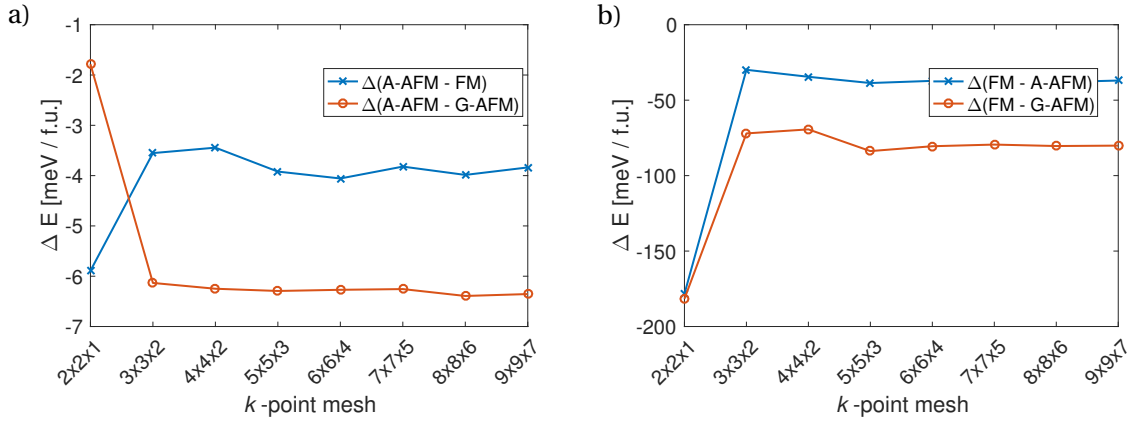 a)
Δ E [meV / f.u.]
-1
-2
-3
-4
-5
-6
-7
Δ(A-AFM - FM)
Δ(A-AFM - G-AFM)
2x2x1
3x3x2
4x4x2
5x5x3
6x6x4
7x7x5
8x8x6
9x9x7
k -point mesh
b)
Δ E [meV / f.u.]
0
-50
-100
-150
-200
Δ(FM - A-AFM)
Δ(FM - G-AFM)
2x2x1
3x3x2
4x4x2
5x5x3
6x6x4
7x7x5
8x8x6
9x9x7
k -point mesh